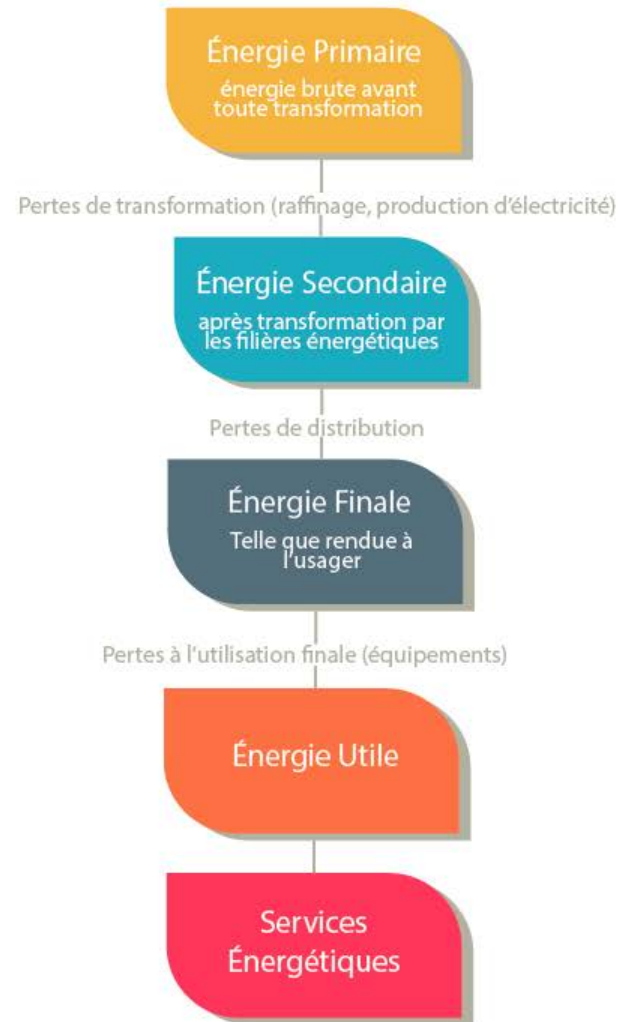 Énergie Primaire
énergie brute avant
toute transformation
Pertes de transformation (raffinage, production d'électricité)
Énergie Secondaire
après transformation par
les filières énergétiques
Pertes de distribution
Énergie Finale
Telle que rendue à
l'usager
Pertes à l'utilisation finale (équipements)
Énergie Utile
Services
Énergétiques